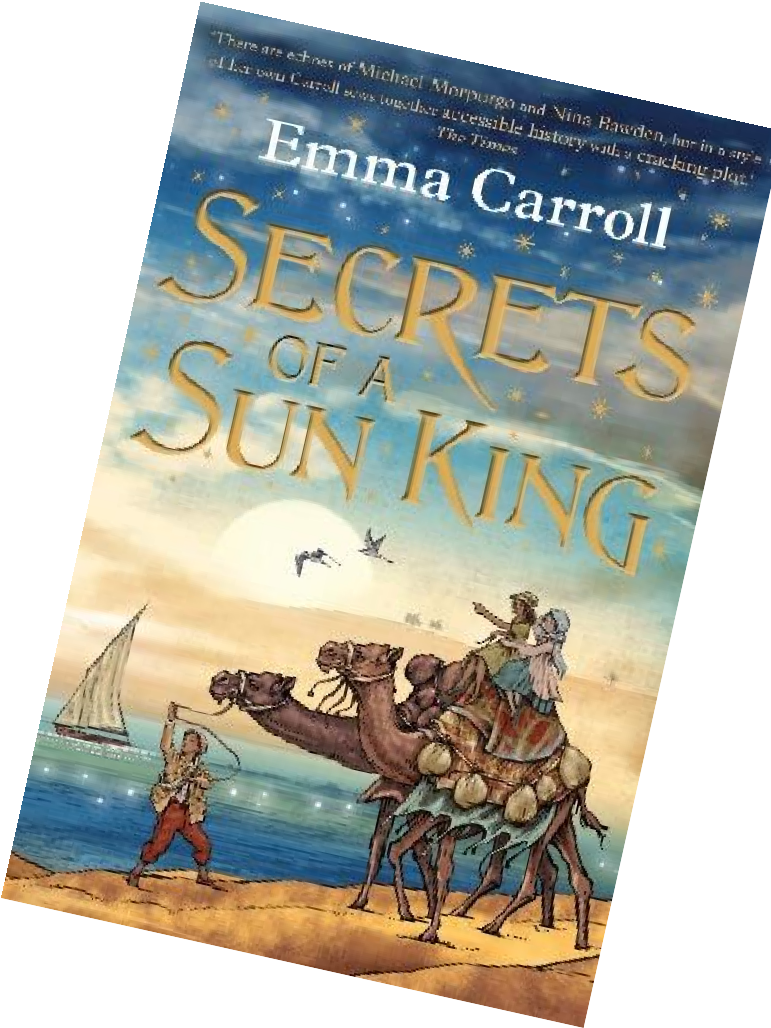 'There are echoes of Michael Morpurgo and Nina Bawden, but in a style
of her own Carroll sews together accessible history with a cracking plot.'
The Times
Emma Carroll
SECRETS
OF A
SUN KING